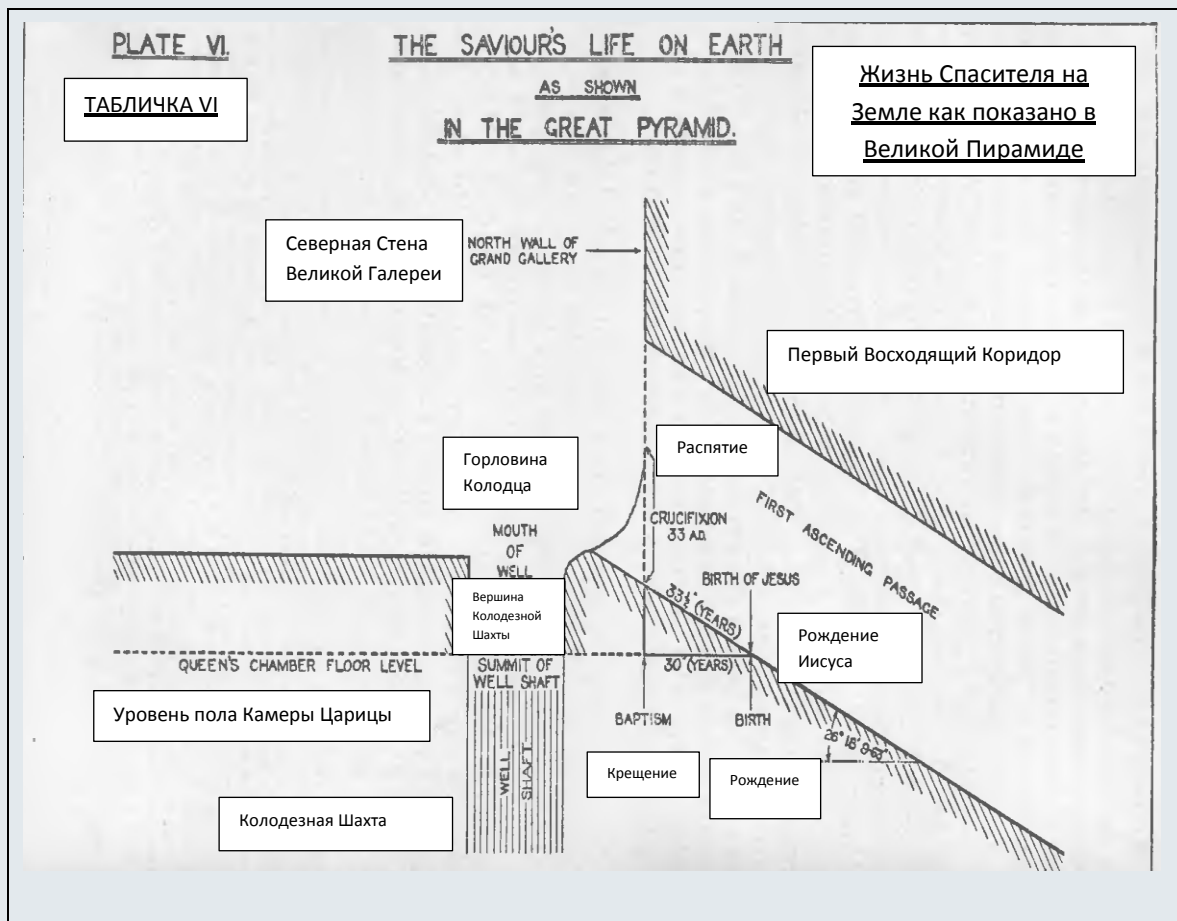 PLATE VI.
THE SAVIOUR'S LIFE ON EARTH
AS SHOWN
IN THE GREAT PYRAMID.
ТАБЛИЧКА VI
Жизнь Спасителя на
Земле как показано в
Великой Пирамиде
Северная Стена
Великой Галереи
NORTH WALL OF
GRAND GALLERY
Первый Восходящий Коридор
Горловина
Колодца
Распятие
MOUTH
OF
WELL
CRUCIFIXION
33 A.D.
FIRST ASCENDING PASSAGE
BIRTH OF JESUS
33½" (YEARS)
Вершина
Колодезной
Шахты
Рождение
Иисуса
30" (YEARS)
QUEEN'S CHAMBER FLOOR LEVEL
SUMMIT OF
WELL SHAFT
Уровень пола Камеры Царицы
BAPTISM
BIRTH
26° 18' 9·63"
WELL
SHAFT.
Крещение
Рождение
Колодезная Шахта